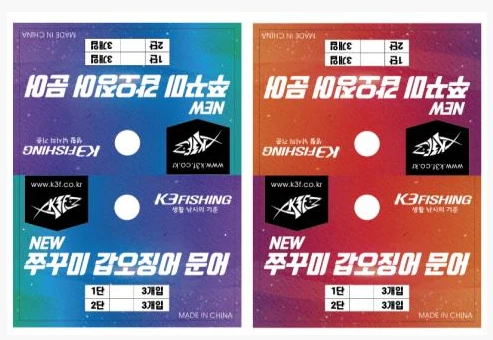 www.k3f.co.kr
K3FISHING
생활 낚시의 기준
NEW
쭈꾸미 갑오징어 문어
1단 3개입
2단 3개입
MADE IN CHINA
www.k3f.co.kr
K3FISHING
생활 낚시의 기준
NEW
쭈꾸미 갑오징어 문어
1단 3개입
2단 3개입
MADE IN CHINA
www.k3f.co.kr
K3FISHING
생활 낚시의 기준
NEW
쭈꾸미 갑오징어 문어
1단 3개입
2단 3개입
MADE IN CHINA
www.k3f.co.kr
K3FISHING
생활 낚시의 기준
NEW
쭈꾸미 갑오징어 문어
1단 3개입
2단 3개입
MADE IN CHINA